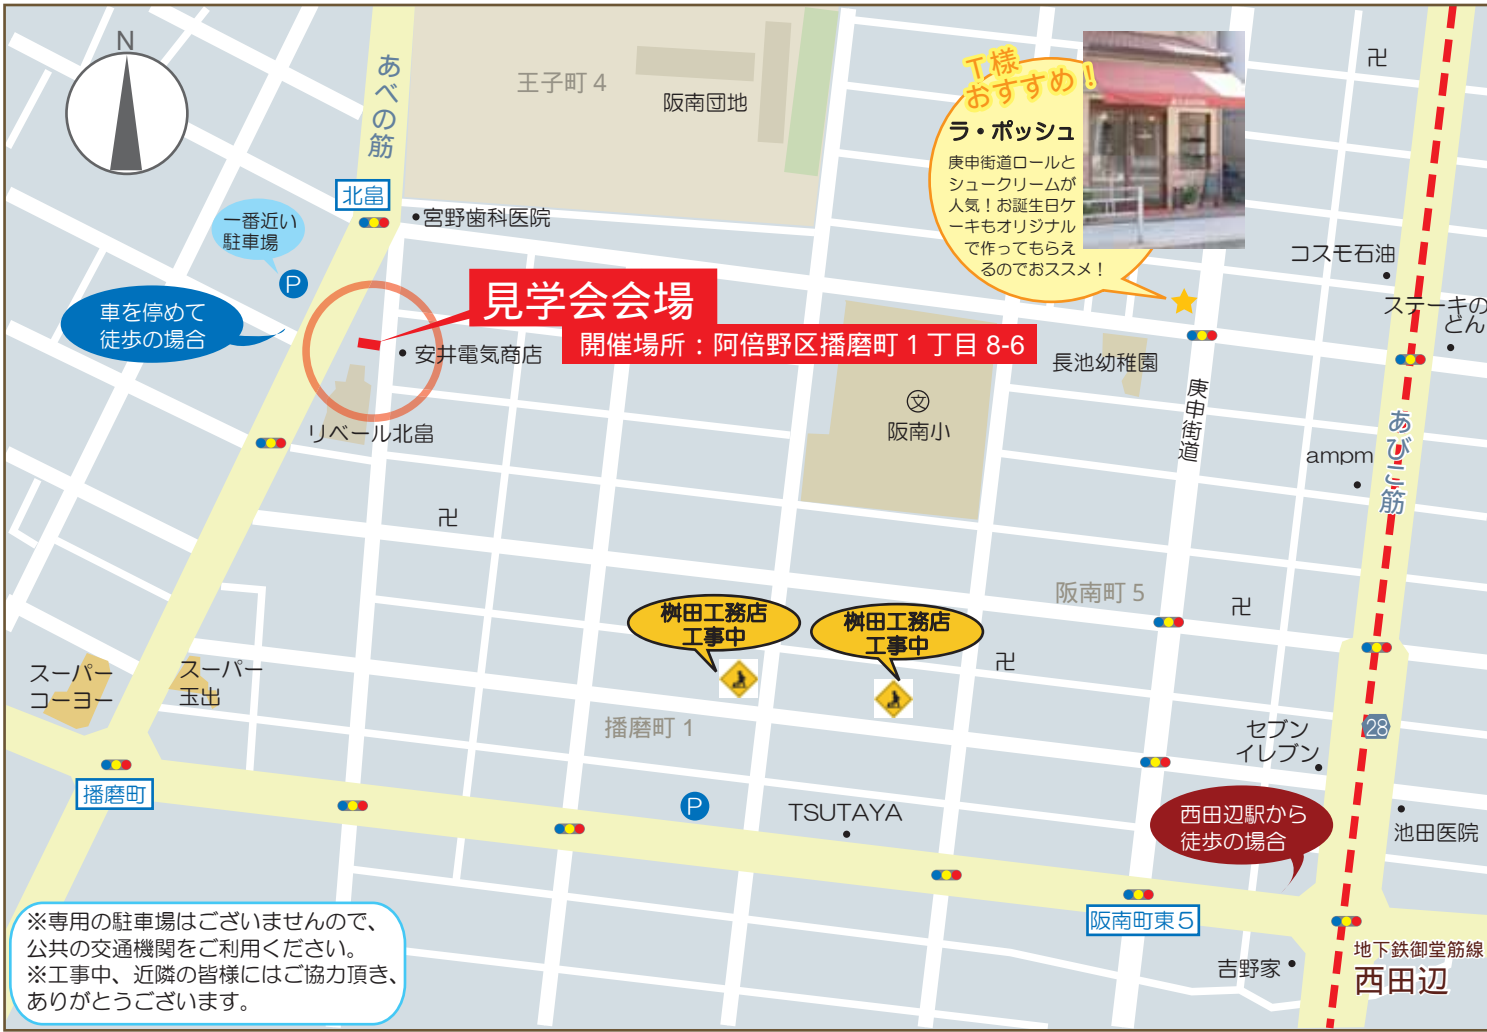 N
あべの筋
王子町 4
阪南団地
T様
おすすめ！
ラ・ポッシュ
庚申街道ロールと
シュークリームが
人気！お誕生日ケ
ーキもオリジナル
で作ってもらえ
るのでおススメ！
卍
北畠
宮野歯科医院
一番近い
駐車場
P
コスモ石油
ステーキの
どん
車を停めて
徒歩の場合
見学会会場
開催場所：阿倍野区播磨町 1 丁目 8-6
安井電気商店
長池幼稚園
庚申街道
文
阪南小
リベール北畠
あびこ筋
ampm
卍
阪南町 5
卍
桝田工務店
工事中
桝田工務店
工事中
卍
スーパー
コーヨー
スーパー
玉出
播磨町 1
28
セブン
イレブン
播磨町
P
TSUTAYA
西田辺駅から
徒歩の場合
池田医院
阪南町東5
吉野家
地下鉄御堂筋線
西田辺
※専用の駐車場はございませんので、
公共の交通機関をご利用ください。
※工事中、近隣の皆様にはご協力頂き、
ありがとうございます。